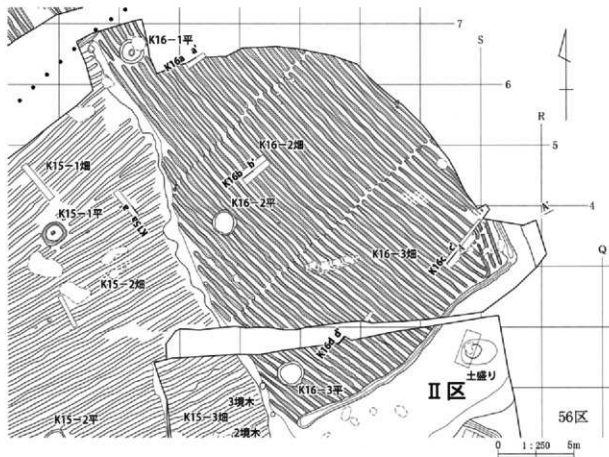 7
K16-1平
S
K16a a'
6
R
K16-2畑
5
K15-1畑
K16b b'
4
K15-1平
K16-2平
A'
K15a a
Q
K16-3畑
K16c c'
K15-2畑
K16d d'
土盛り
K16-3平
Ⅱ区
3境木
K15-2平
K15-3畑
56区
2境木
0 1:250 5m